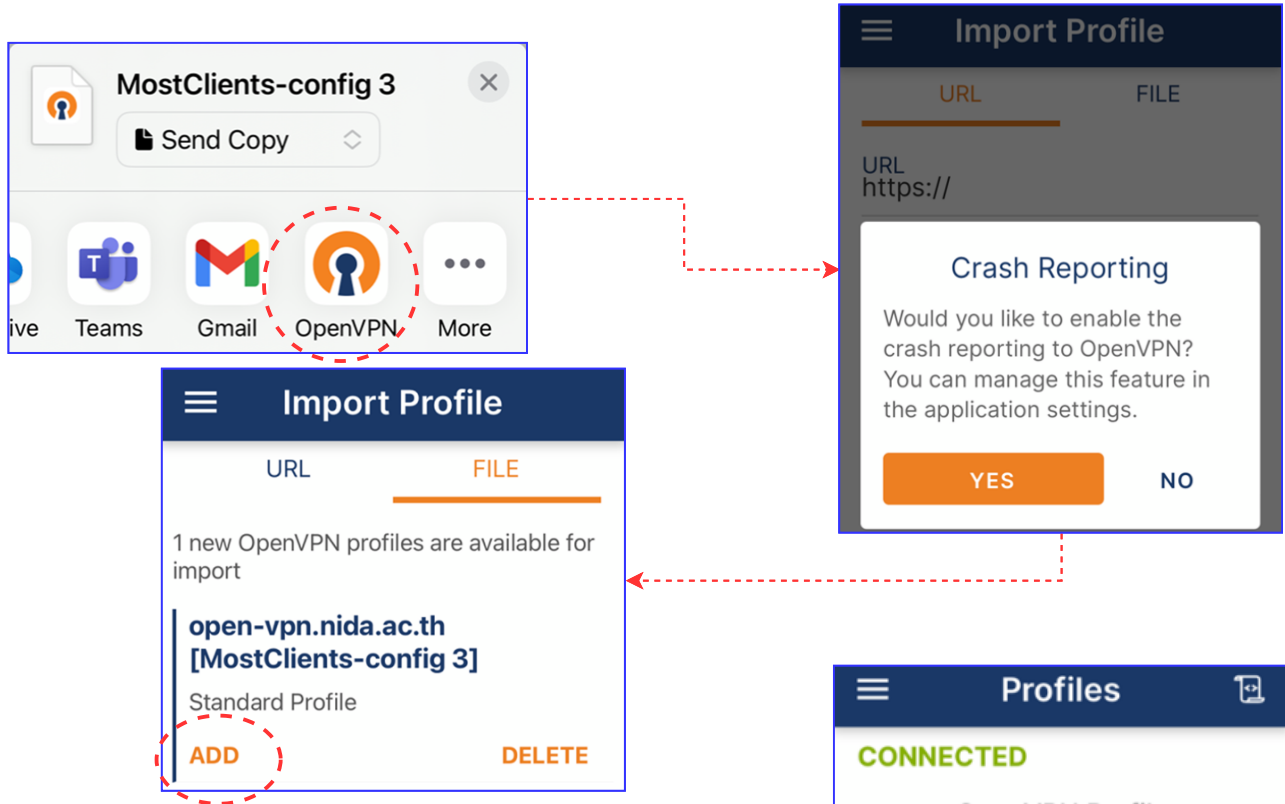 MostClients-config 3
Send Copy
ive
Teams
Gmail
OpenVPN
More
Import Profile
URL
FILE
URL
https://
Crash Reporting
Would you like to enable the
crash reporting to OpenVPN?
You can manage this feature in
the application settings.
YES
NO
Import Profile
URL
FILE
1 new OpenVPN profiles are available for
import
open-vpn.nida.ac.th
[MostClients-config 3]
Standard Profile
ADD
DELETE
Profiles
CONNECTED